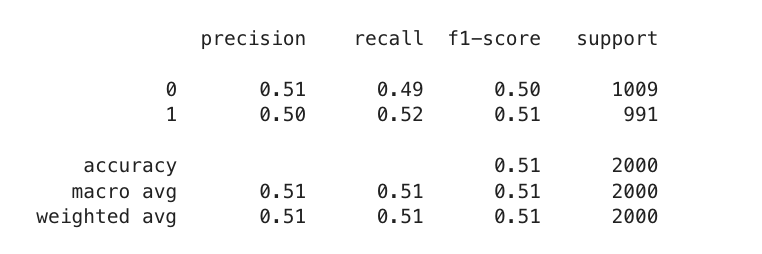 precision recall f1-score support
0 0.51 0.49 0.50 1009
1 0.50 0.52 0.51 991
accuracy 0.51 2000
macro avg 0.51 0.51 0.51 2000
weighted avg 0.51 0.51 0.51 2000